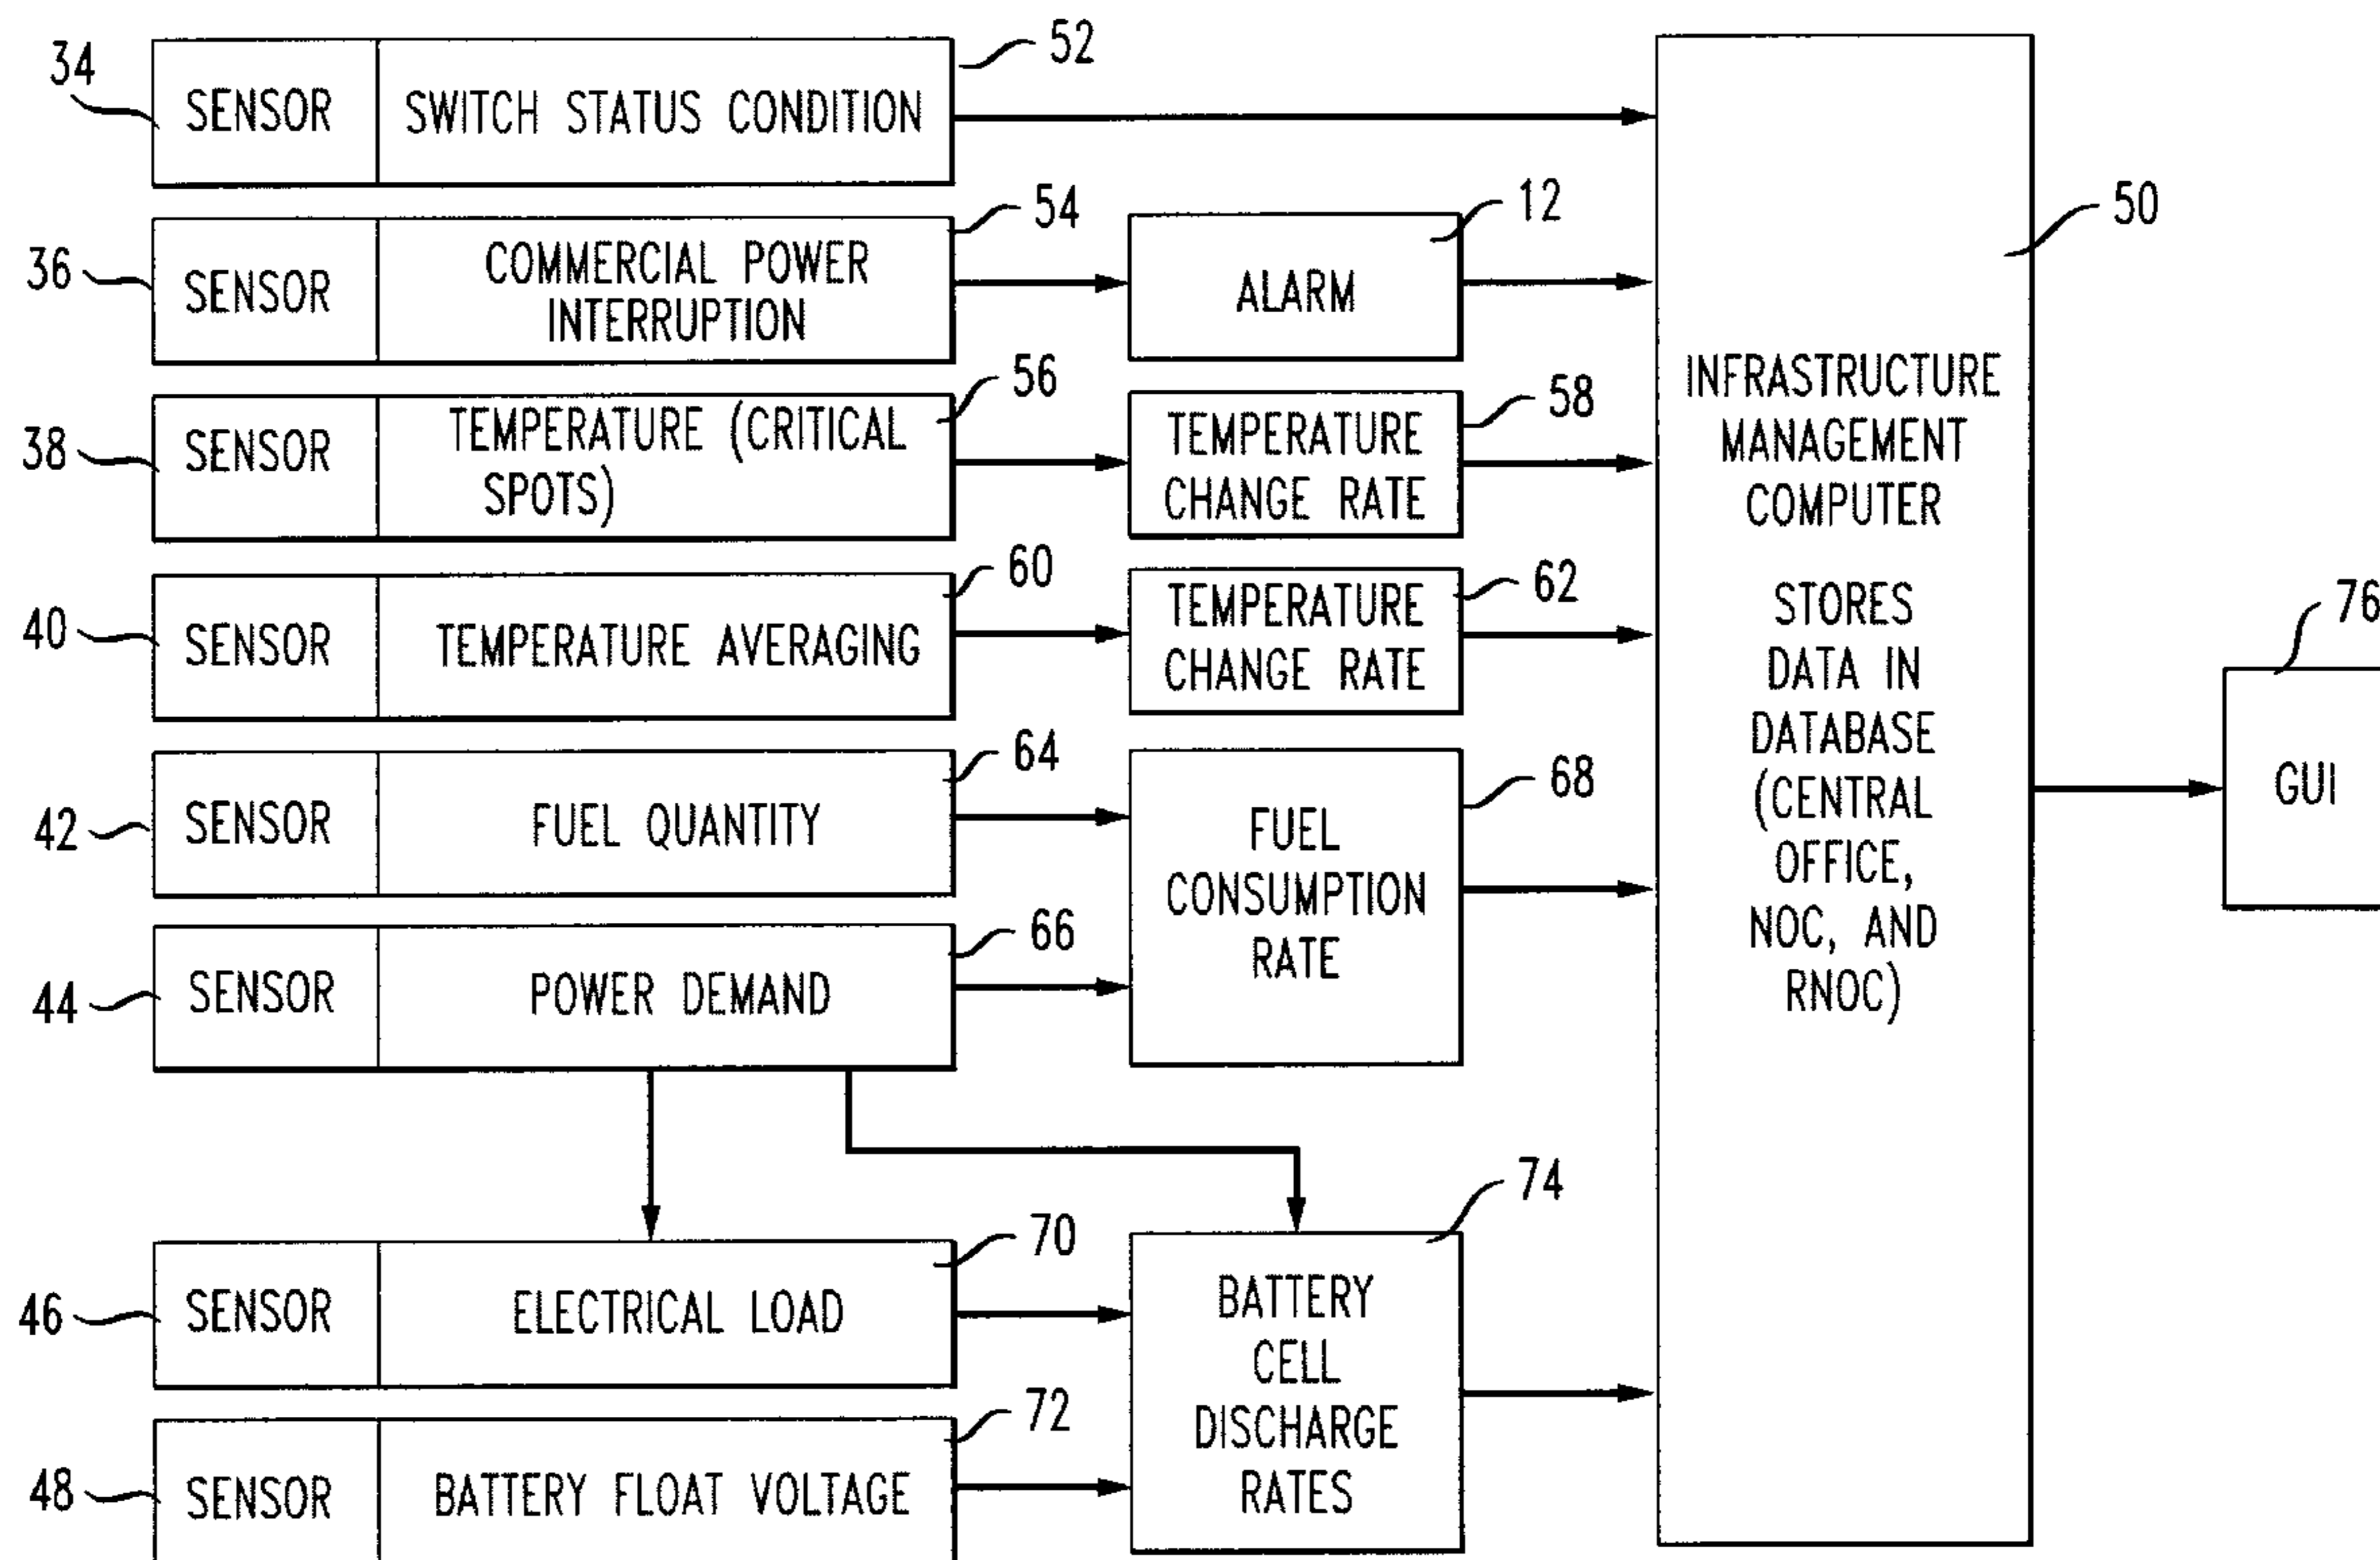 34
SENSOR
SWITCH STATUS CONDITION
52
36
SENSOR
COMMERCIAL POWER
INTERRUPTION
54
ALARM
12
38
SENSOR
TEMPERATURE (CRITICAL
SPOTS)
56
TEMPERATURE
CHANGE RATE
58
40
SENSOR
TEMPERATURE AVERAGING
60
TEMPERATURE
CHANGE RATE
62
42
SENSOR
FUEL QUANTITY
64
44
SENSOR
POWER DEMAND
66
FUEL
CONSUMPTION
RATE
68
46
SENSOR
ELECTRICAL LOAD
70
48
SENSOR
BATTERY FLOAT VOLTAGE
72
BATTERY
CELL
DISCHARGE
RATES
74
INFRASTRUCTURE
MANAGEMENT
COMPUTER
STORES
DATA IN
DATABASE
(CENTRAL
OFFICE,
NOC, AND
RNOC)
50
GUI
76